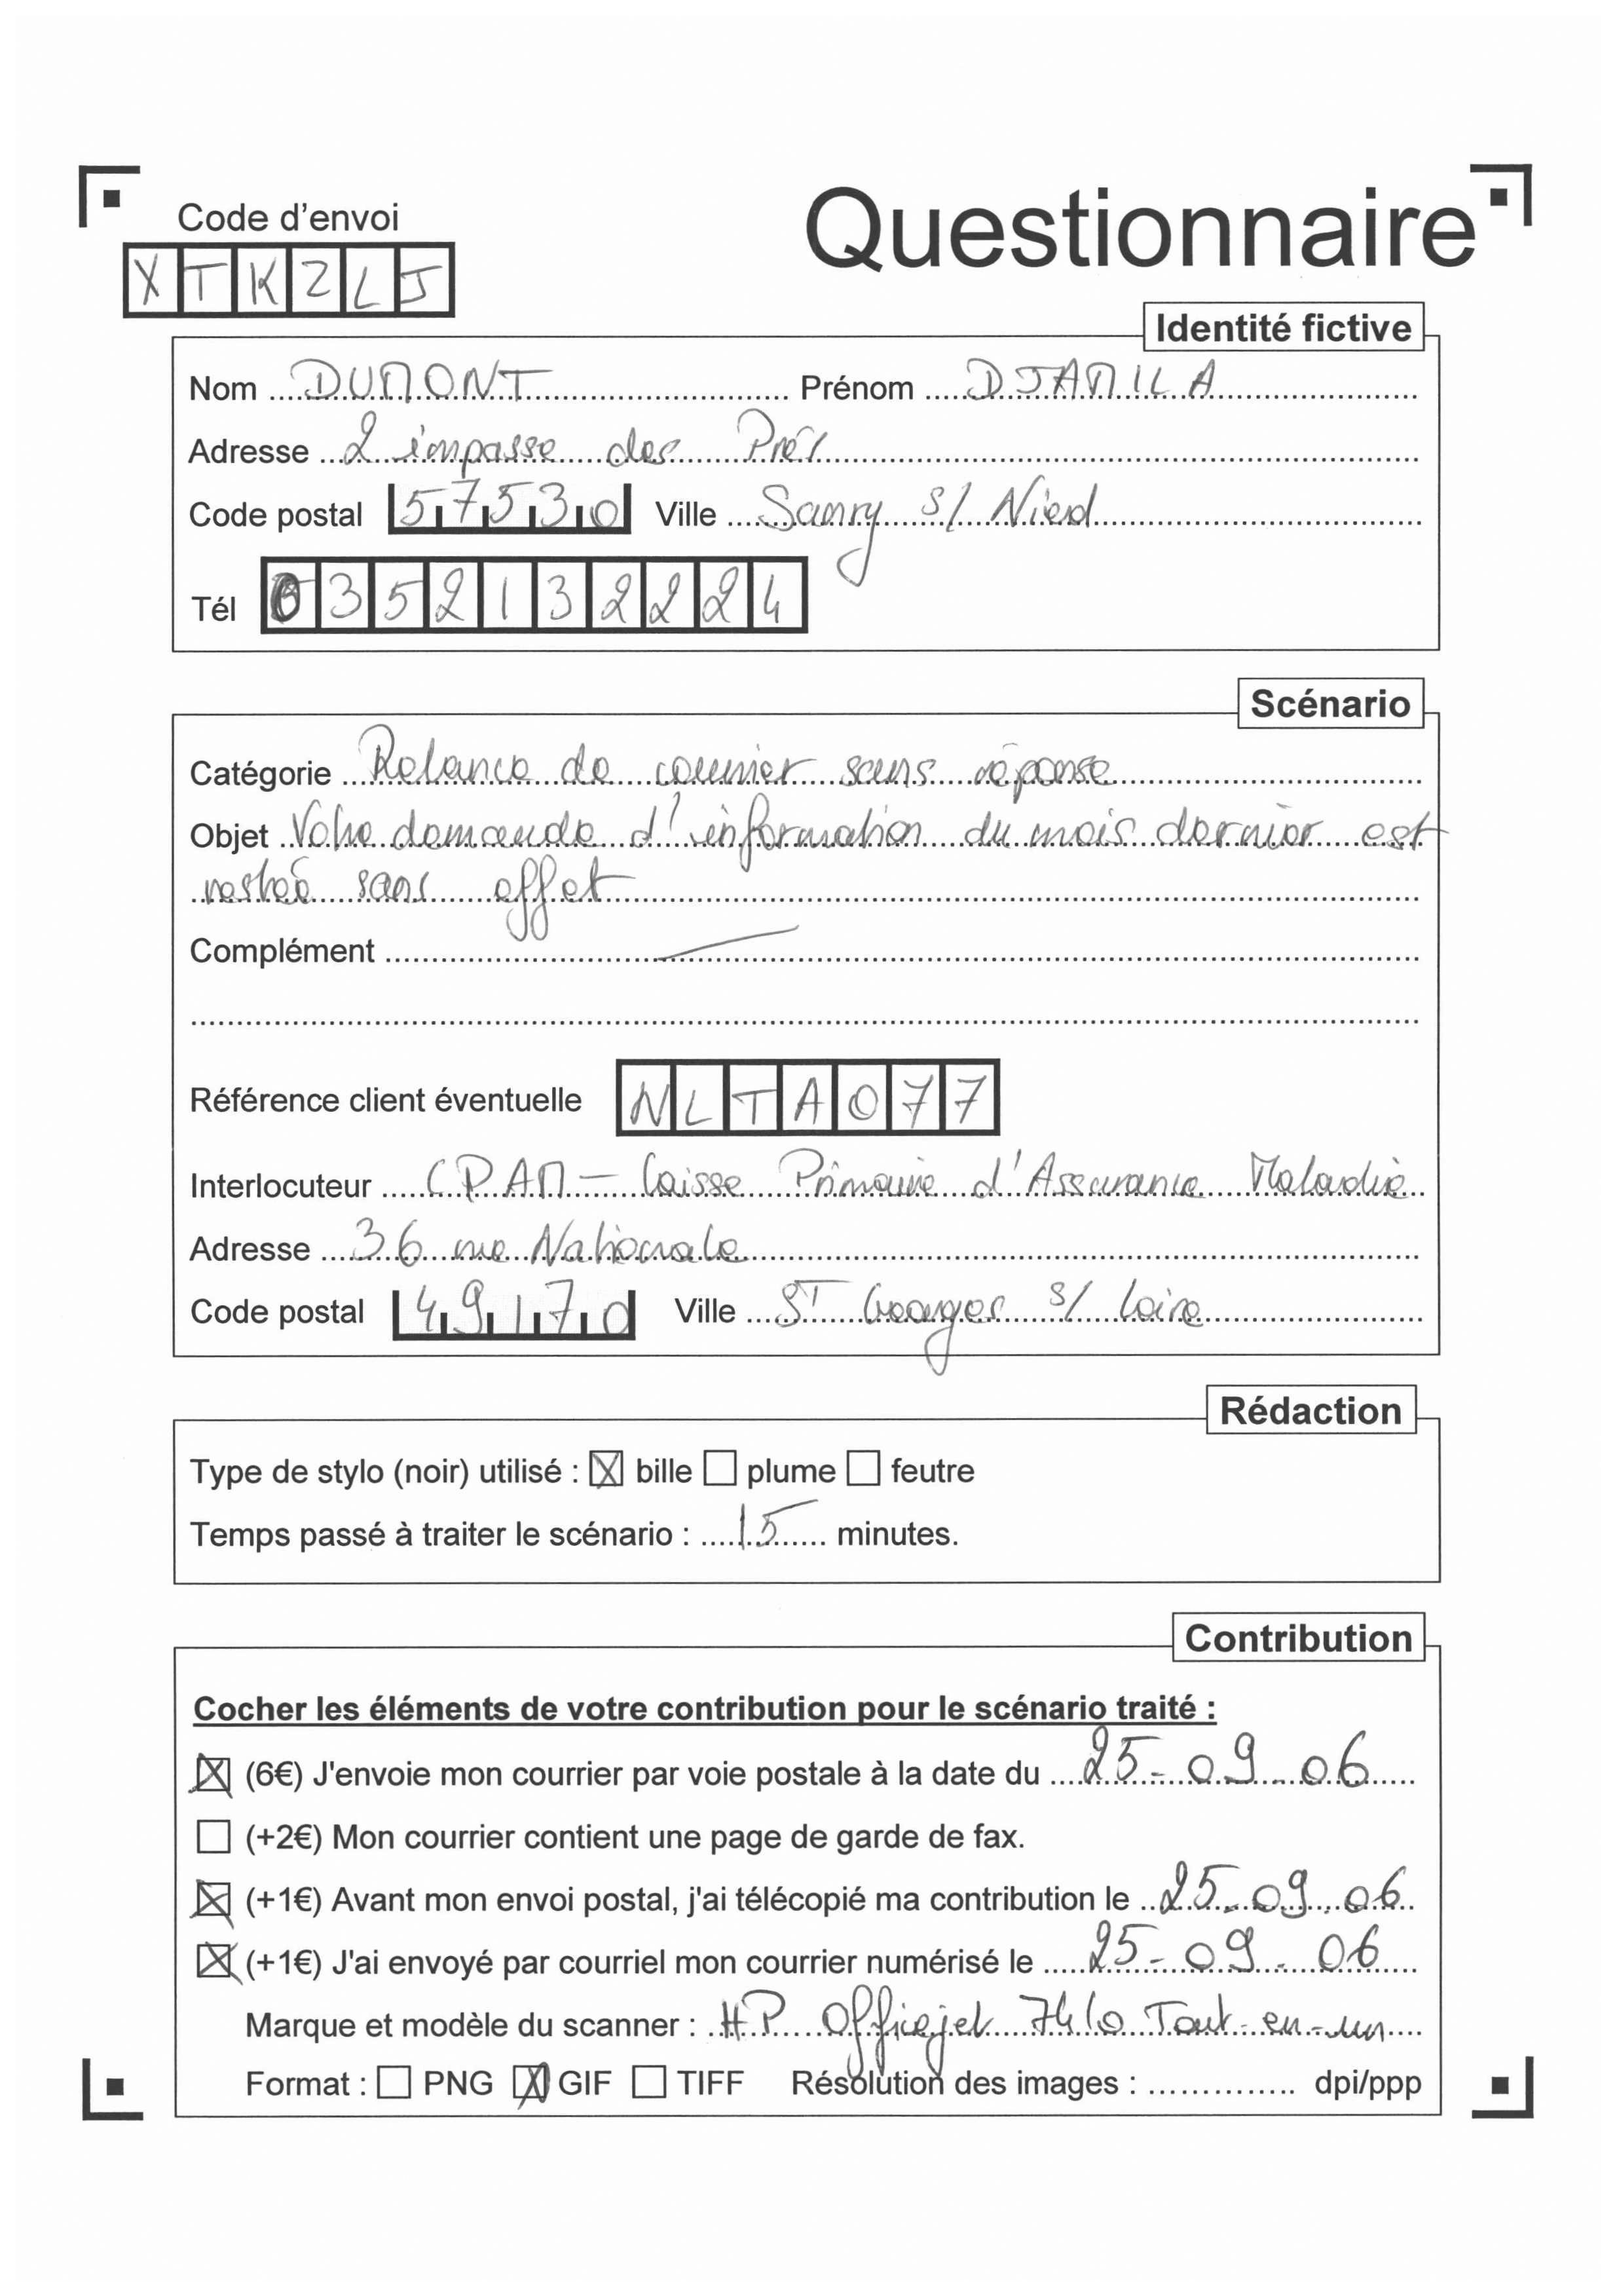 Code d'envoi
Questionnaire
XTKZLJ
Identité fictive
Nom DUMONT Prénom DJAMILA
Adresse 2 impasse des Prés
Code postal 57530 Ville Sanry s/ Nied
Tél 0352132224
Scénario
Catégorie Relance de courrier sans réponse
Objet Votre demande d'information du mois dernier est
restée sans effet
Complément
Référence client éventuelle NLTA077
Interlocuteur CPAM - Caisse Primaire d'Assurance Maladie
Adresse 36 rue Nationale
Code postal 49170 Ville ST Georges s/ Loire
Rédaction
Type de stylo (noir) utilisé : bille plume feutre
Temps passé à traiter le scénario : 15 minutes.
Contribution
Cocher les éléments de votre contribution pour le scénario traité :
(6€) J'envoie mon courrier par voie postale à la date du 25-09-06
(+2€) Mon courrier contient une page de garde de fax.
(+1€) Avant mon envoi postal, j'ai télécopié ma contribution le 25-09-06
(+1€) J'ai envoyé par courriel mon courrier numérisé le 25-09-06
Marque et modèle du scanner : HP Officejet 7410 Tout-en-un
Format : PNG GIF TIFF Résolution des images : dpi/ppp